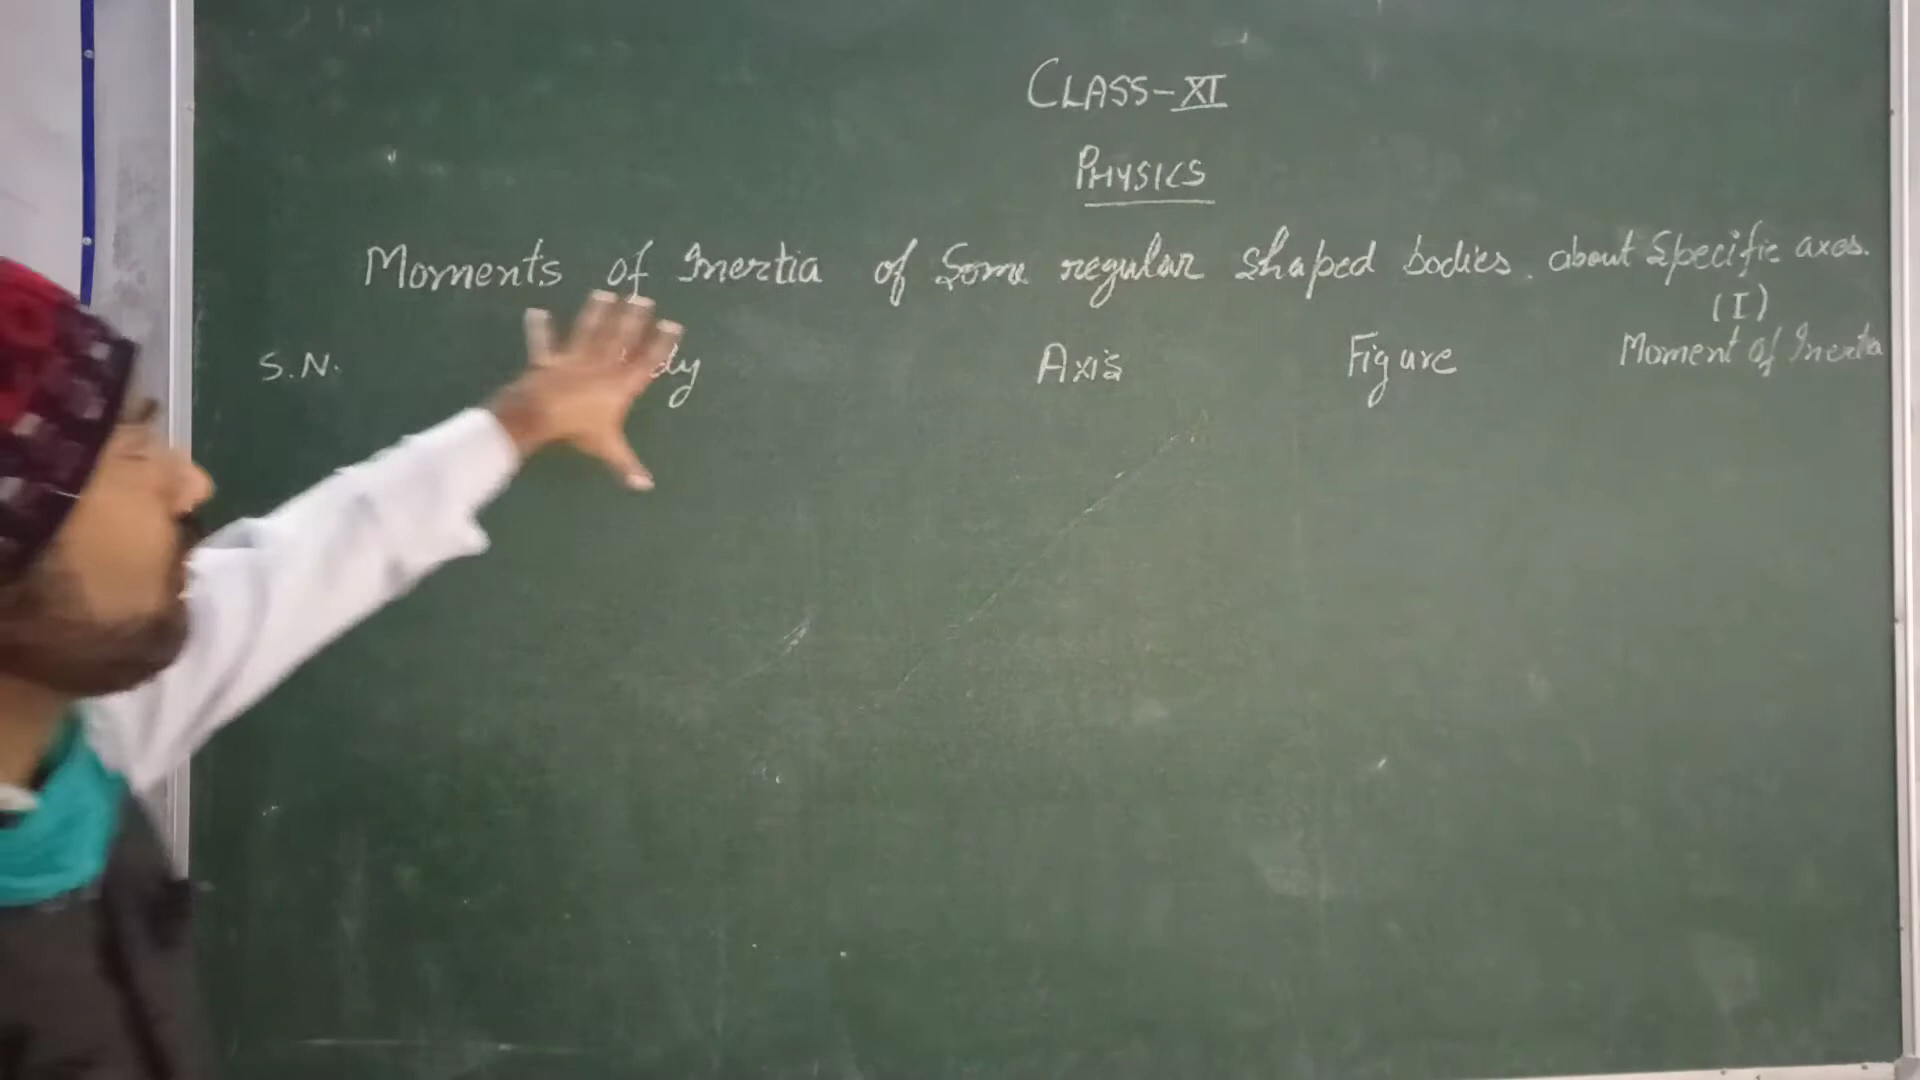 CLASS-XI
PHYSICS
Moments of Inertia of Some regular shaped bodies. about Specific axes.
(I)
S.N. Axis Figure Moment of Inertia